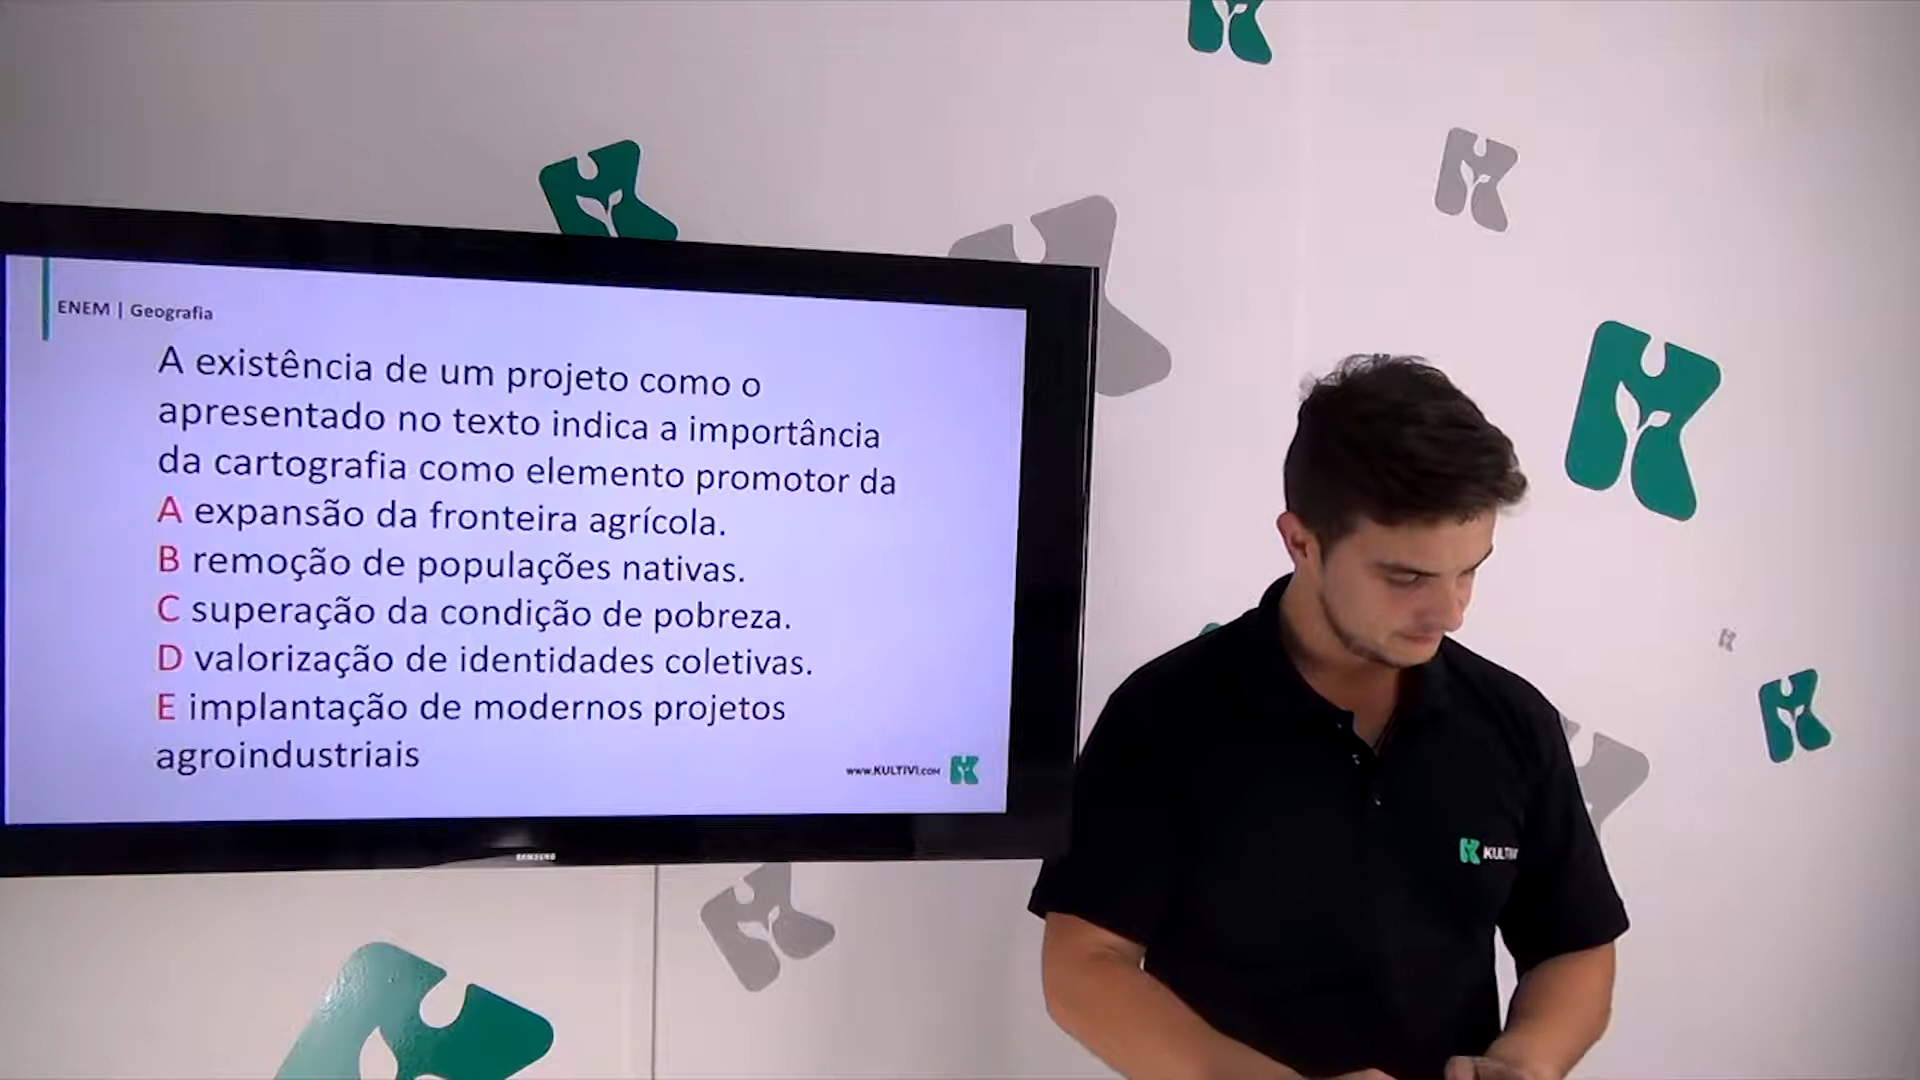 ENEM | Geografia
A existência de um projeto como o
apresentado no texto indica a importância
da cartografia como elemento promotor da
A expansão da fronteira agrícola.
B remoção de populações nativas.
C superação da condição de pobreza.
D valorização de identidades coletivas.
E implantação de modernos projetos
agroindustriais
www.KULTIVI.com
SAMSUNG